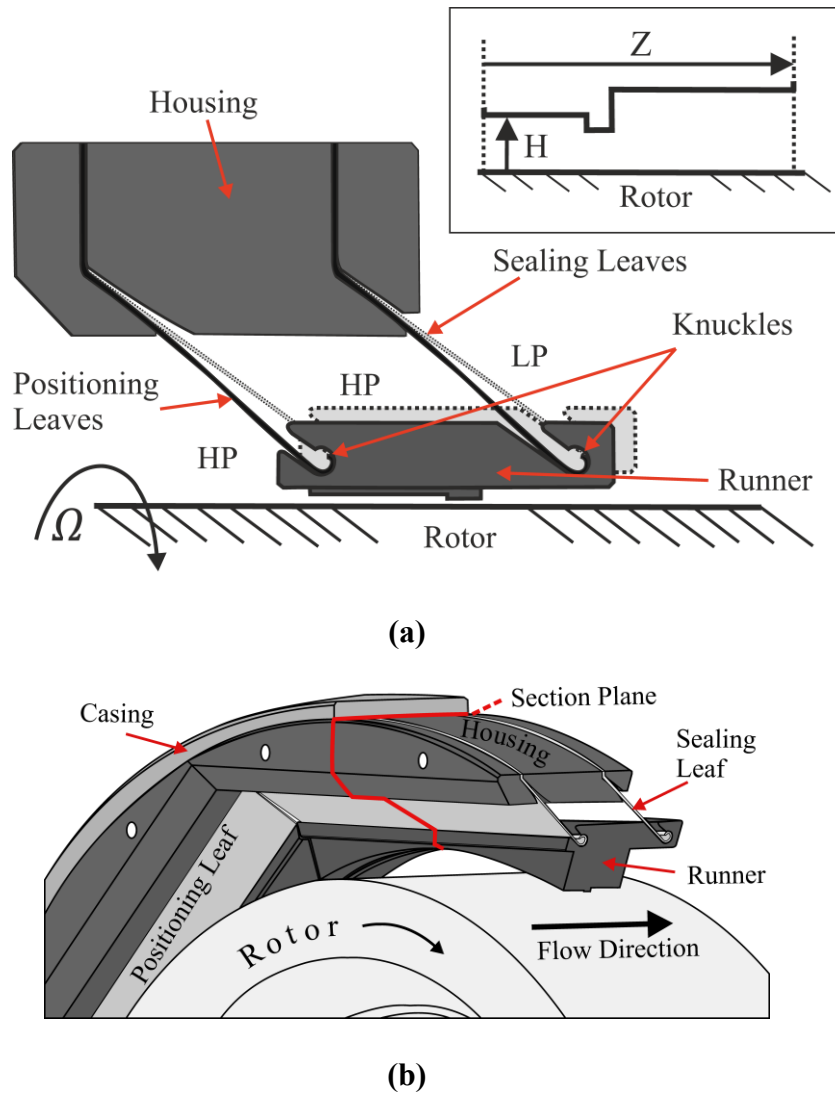 Z
H
Rotor
Housing
Sealing Leaves
Knuckles
LP
HP
Positioning
Leaves
HP
Runner
Ω
Rotor
(a)
Section Plane
Casing
Housing
Sealing
Leaf
Positioning Leaf
Runner
Rotor
Flow Direction
(b)